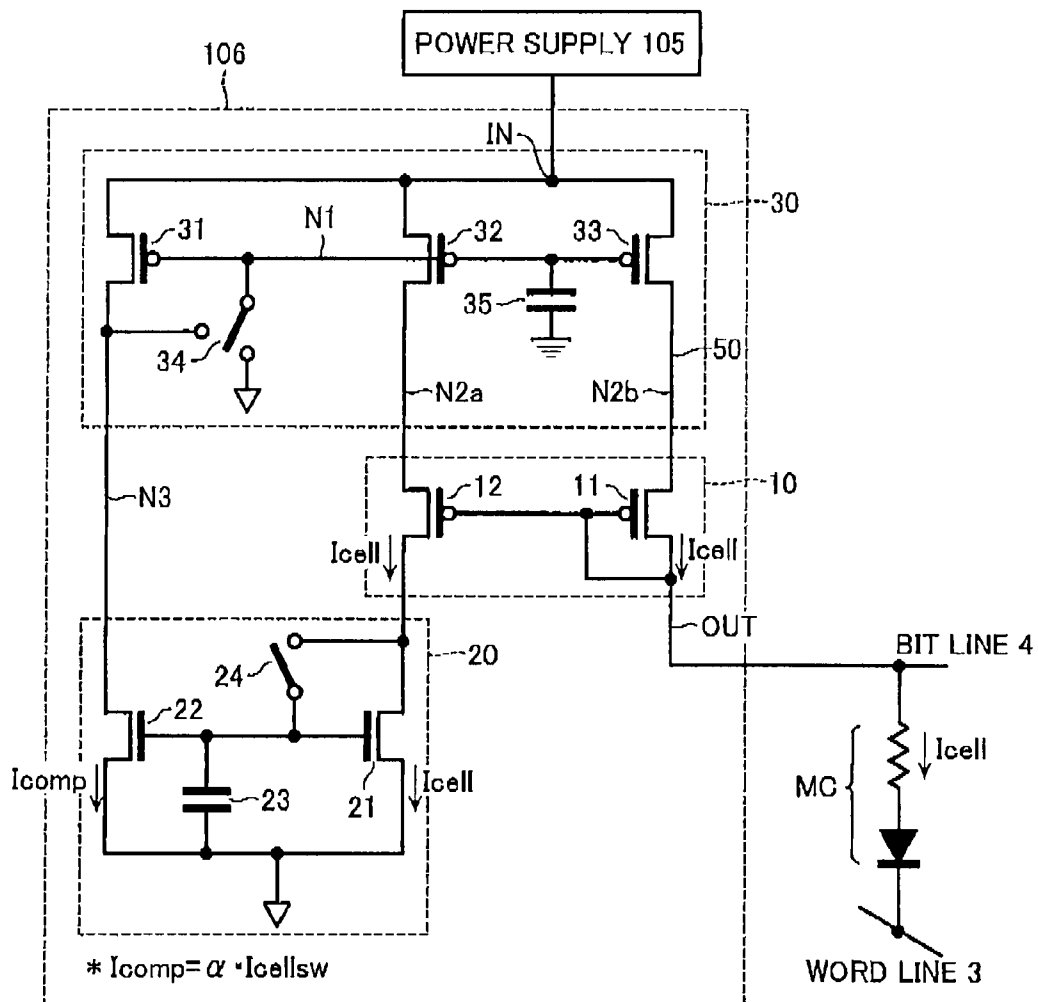 POWER SUPPLY 105
106
IN
30
31
N1
32
33
35
34
50
N2a
N2b
N3
12
11
10
Icell
Icell
OUT
24
20
BIT LINE 4
22
Icomp
23
21
Icell
MC
Icell
* Icomp= α ・Icellsw
WORD LINE 3